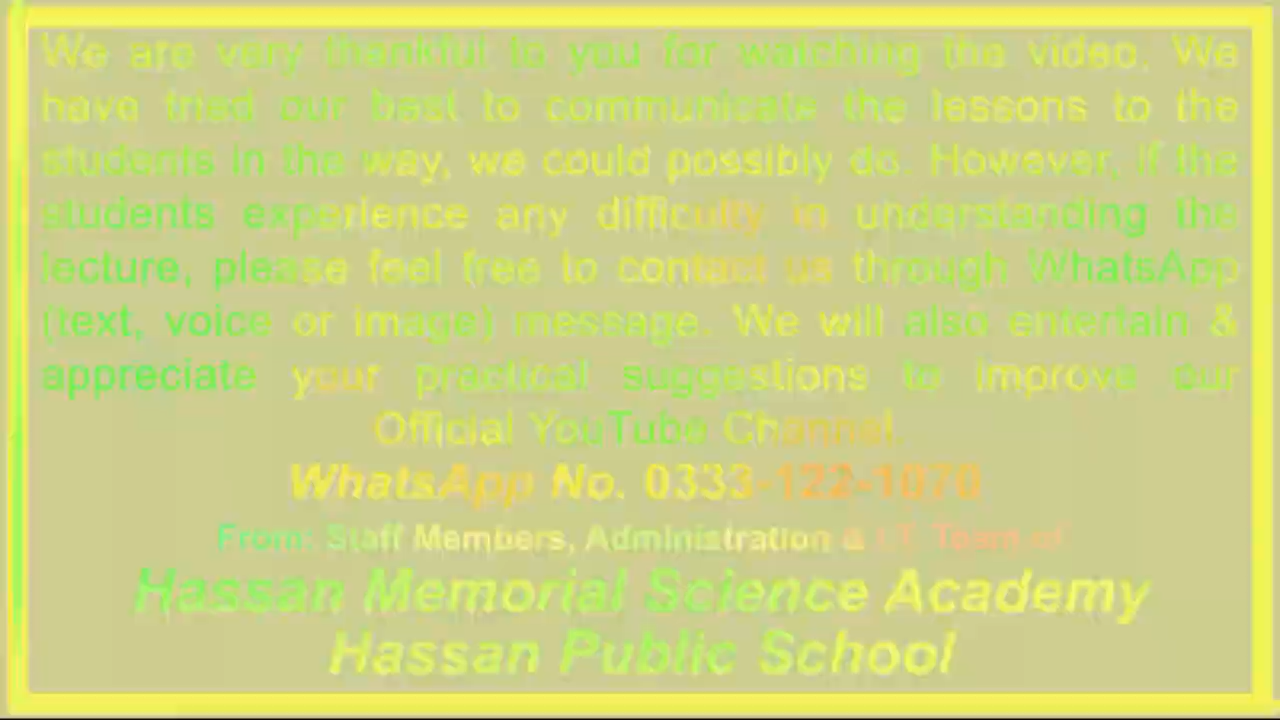 We are very thankful to you for watching the video. We
have tried our best to communicate the lessons to the
students in the way, we could possibly do. However, if the
students experience any difficulty in understanding the
lecture, please feel free to contact us through WhatsApp
(text, voice or image) message. We will also entertain &
appreciate your practical suggestions to improve our
Official YouTube Channel.
WhatsApp No. 0333-122-1070
From: Staff Members, Administration & I.T. Team of
Hassan Memorial Science Academy
Hassan Public School